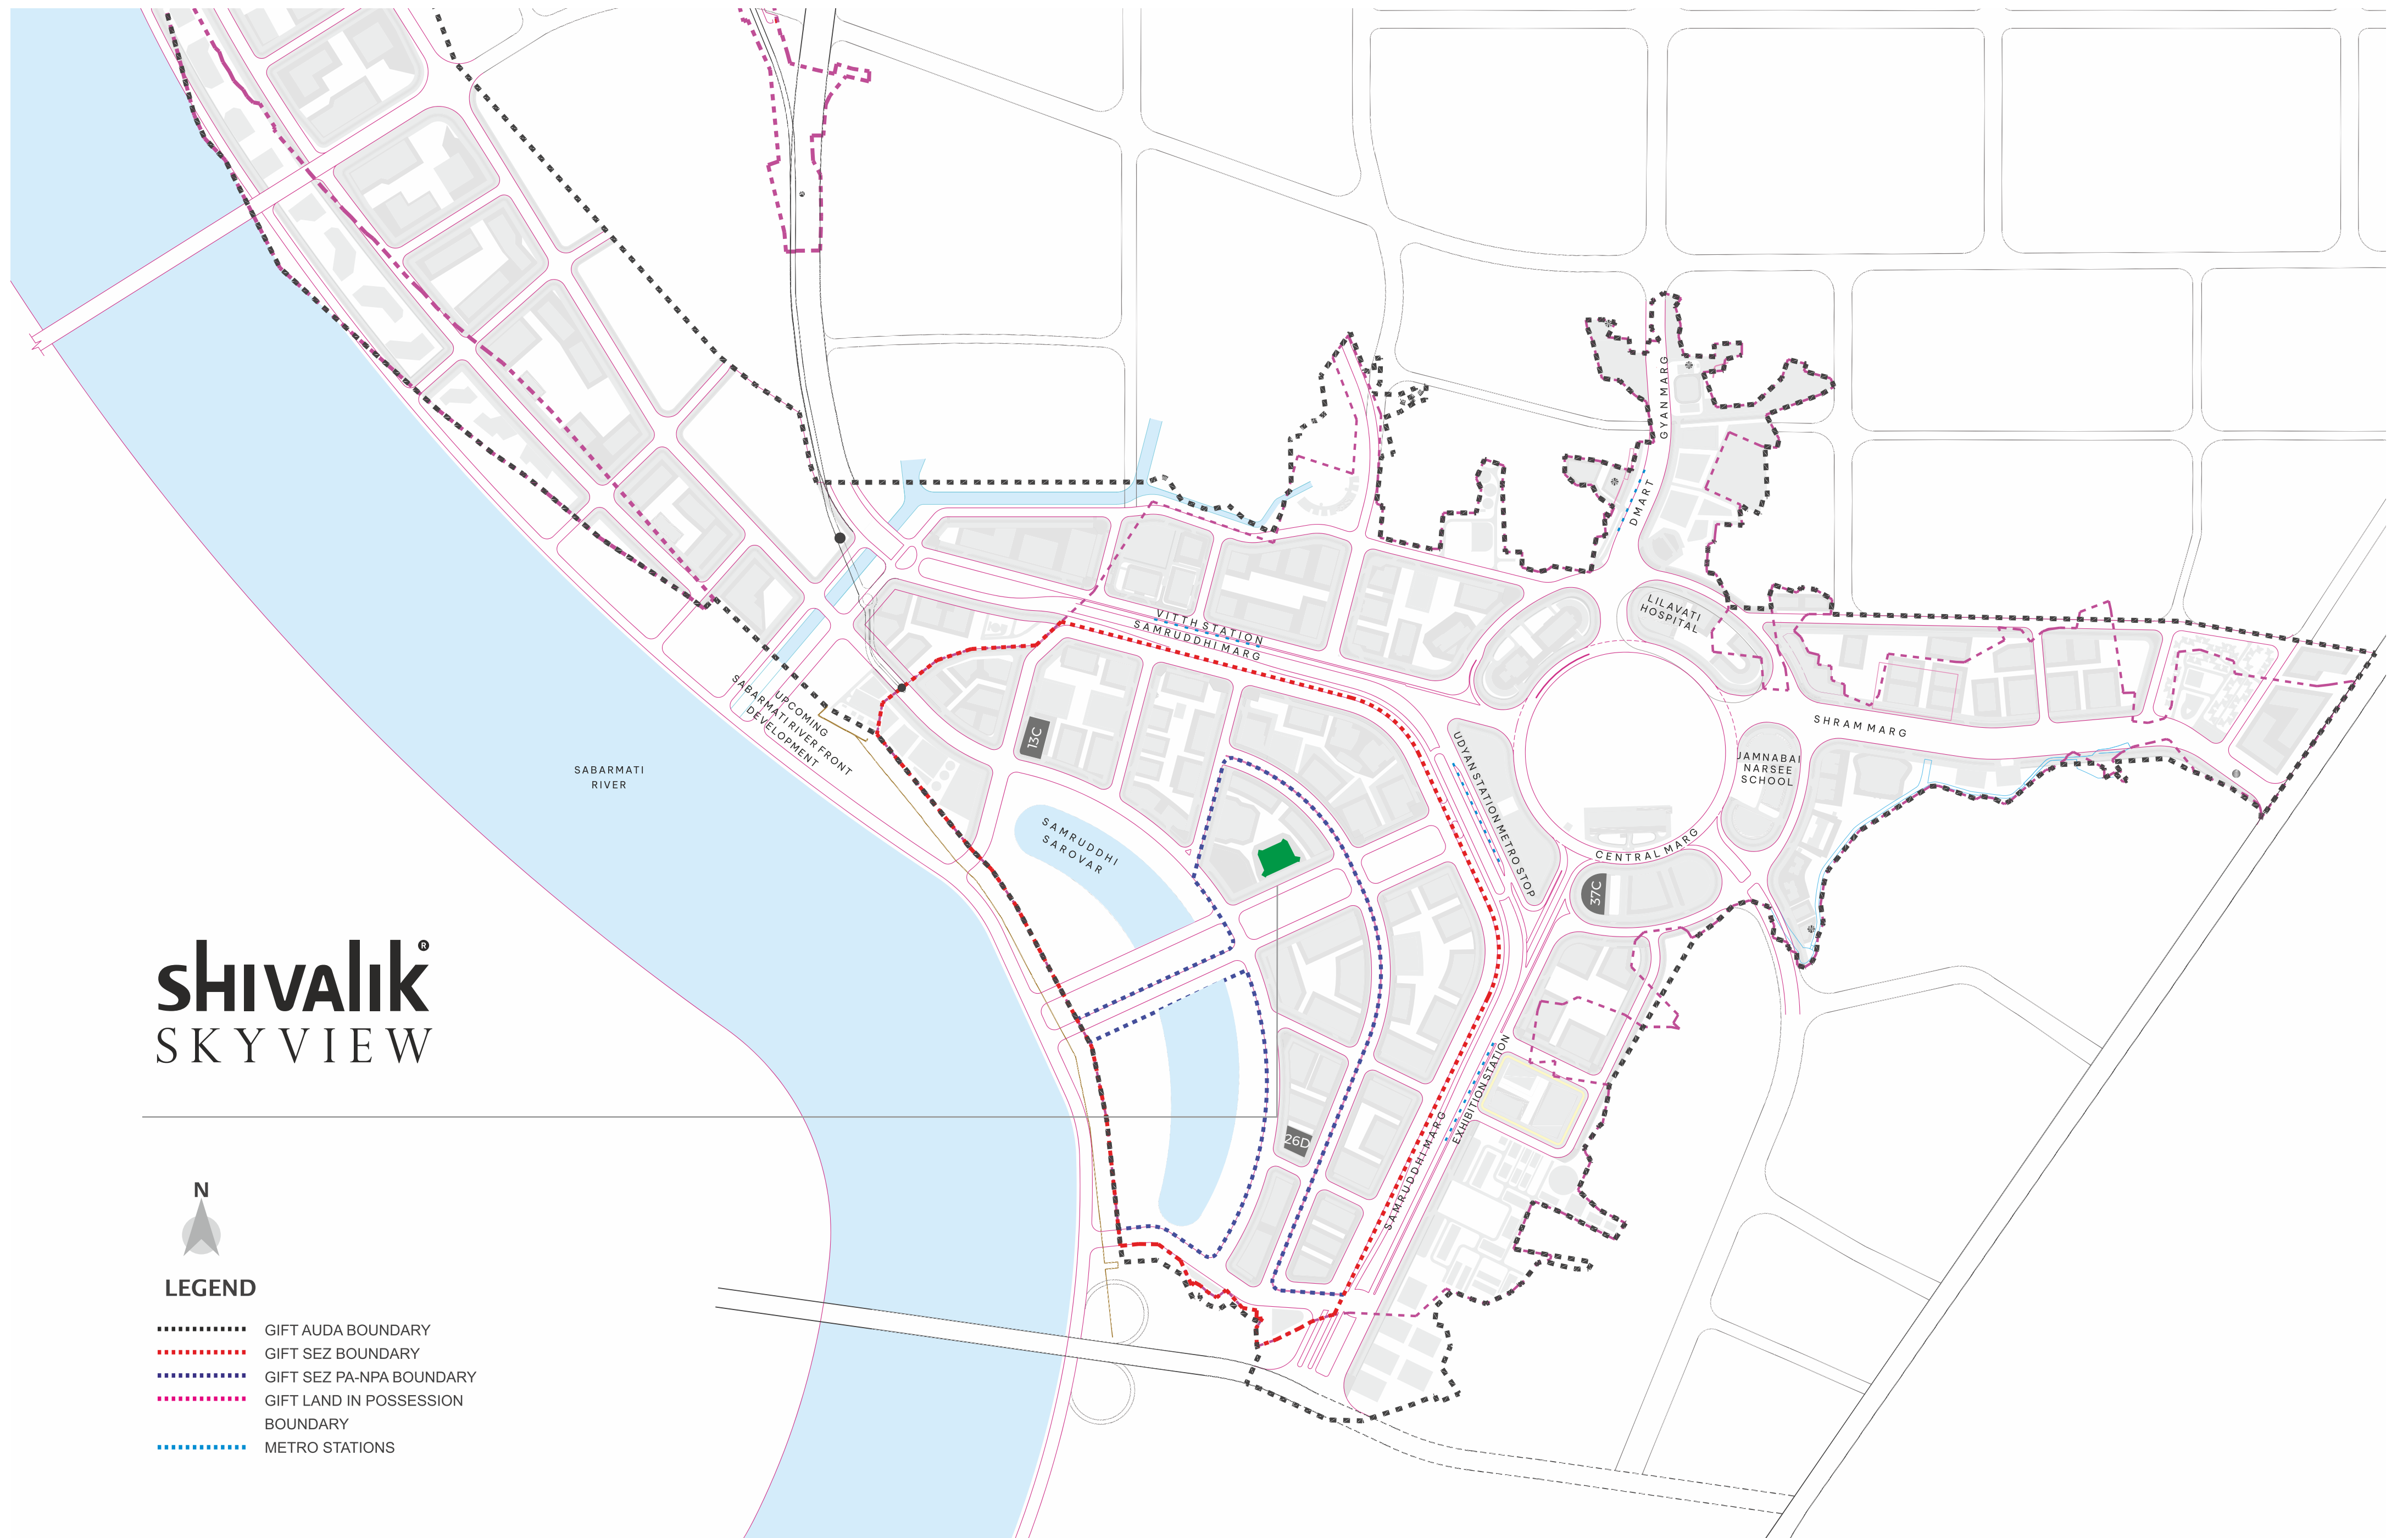 GYAN MARG
DMART
LILAVATI
HOSPITAL
VITTH STATION
SAMRUDDHI MARG
SHRAM MARG
UPCOMING
SABARMATI RIVER FRONT
DEVELOPMENT
13C
UDYAN STATION METRO STOP
JAMNABAI
NARSEE
SCHOOL
SABARMATI
RIVER
SAMRUDDHI
SAROVAR
CENTRAL MARG
37C
SHIVALIK®
SKYVIEW
EXHIBITION STATION
SAMRUDDHI MARG
26D
N
LEGEND
GIFT AUDA BOUNDARY
GIFT SEZ BOUNDARY
GIFT SEZ PA-NPA BOUNDARY
GIFT LAND IN POSSESSION
BOUNDARY
METRO STATIONS